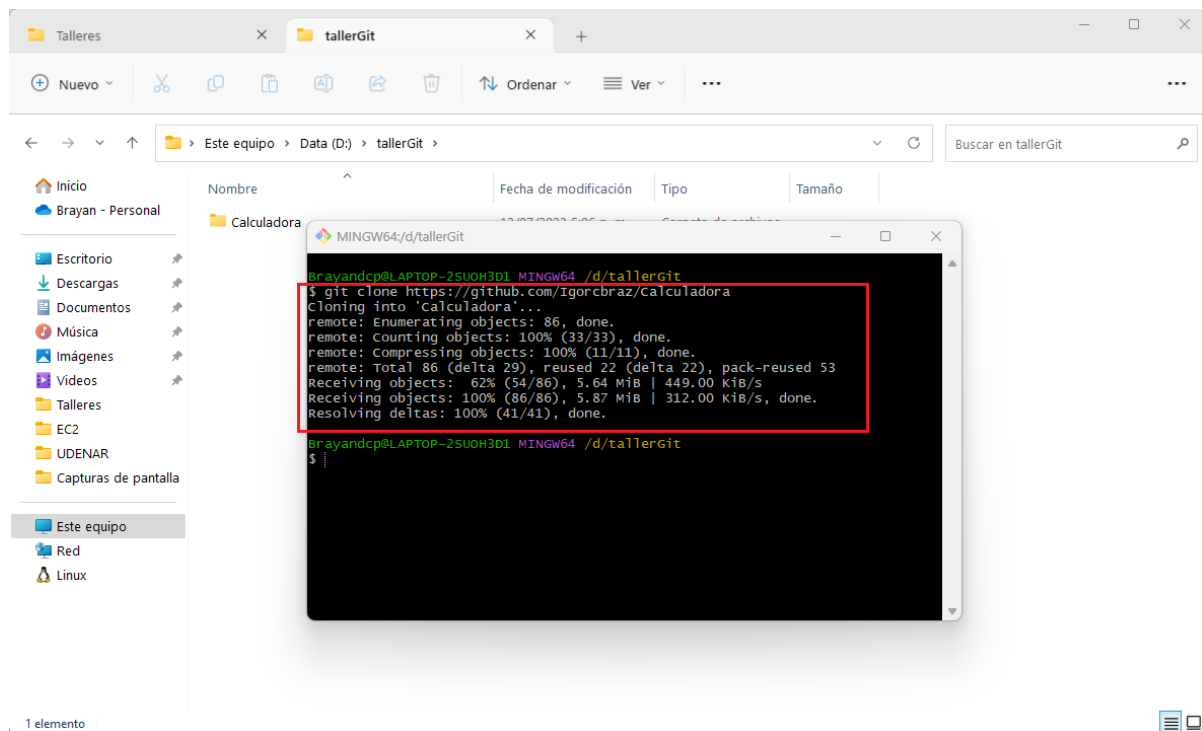 Talleres
tallerGit
Nuevo
Ordenar
Ver
Este equipo > Data (D:) > tallerGit >
Buscar en tallerGit
Inicio
Brayan - Personal
Escritorio
Descargas
Documentos
Música
Imágenes
Videos
Talleres
EC2
UDENAR
Capturas de pantalla
Este equipo
Red
Linux
Nombre
Fecha de modificación
Tipo
Tamaño
Calculadora
MINGW64:/d/tallerGit
Brayandcp@LAPTOP-2SUOH3D1 MINGW64 /d/tallerGit
$ git clone https://github.com/Igorcbraz/Calculadora
Cloning into 'Calculadora'...
remote: Enumerating objects: 86, done.
remote: Counting objects: 100% (33/33), done.
remote: Compressing objects: 100% (11/11), done.
remote: Total 86 (delta 29), reused 22 (delta 22), pack-reused 53
Receiving objects:  62% (54/86), 5.64 MiB | 449.00 KiB/s
Receiving objects: 100% (86/86), 5.87 MiB | 312.00 KiB/s, done.
Resolving deltas: 100% (41/41), done.
Brayandcp@LAPTOP-2SUOH3D1 MINGW64 /d/tallerGit
$
1 elemento